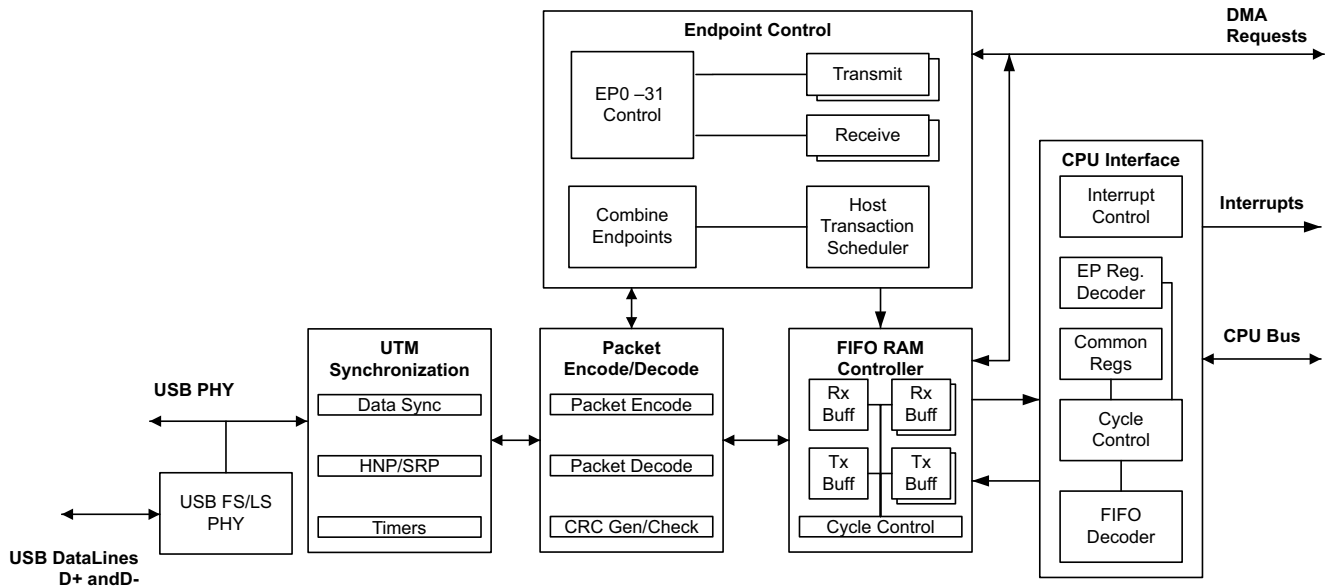 Endpoint Control
EP0 –31
Control
Transmit
Receive
Combine
Endpoints
Host
Transaction
Scheduler
DMA
Requests
CPU Interface
Interrupt
Control
EP Reg.
Decoder
Common
Regs
Cycle
Control
FIFO
Decoder
Interrupts
CPU Bus
USB PHY
USB FS/LS
PHY
USB DataLines
D+ andD-
UTM
Synchronization
Data Sync
HNP/SRP
Timers
Packet
Encode/Decode
Packet Encode
Packet Decode
CRC Gen/Check
FIFO RAM
Controller
Rx
Buff
Rx
Buff
Tx
Buff
Tx
Buff
Cycle Control